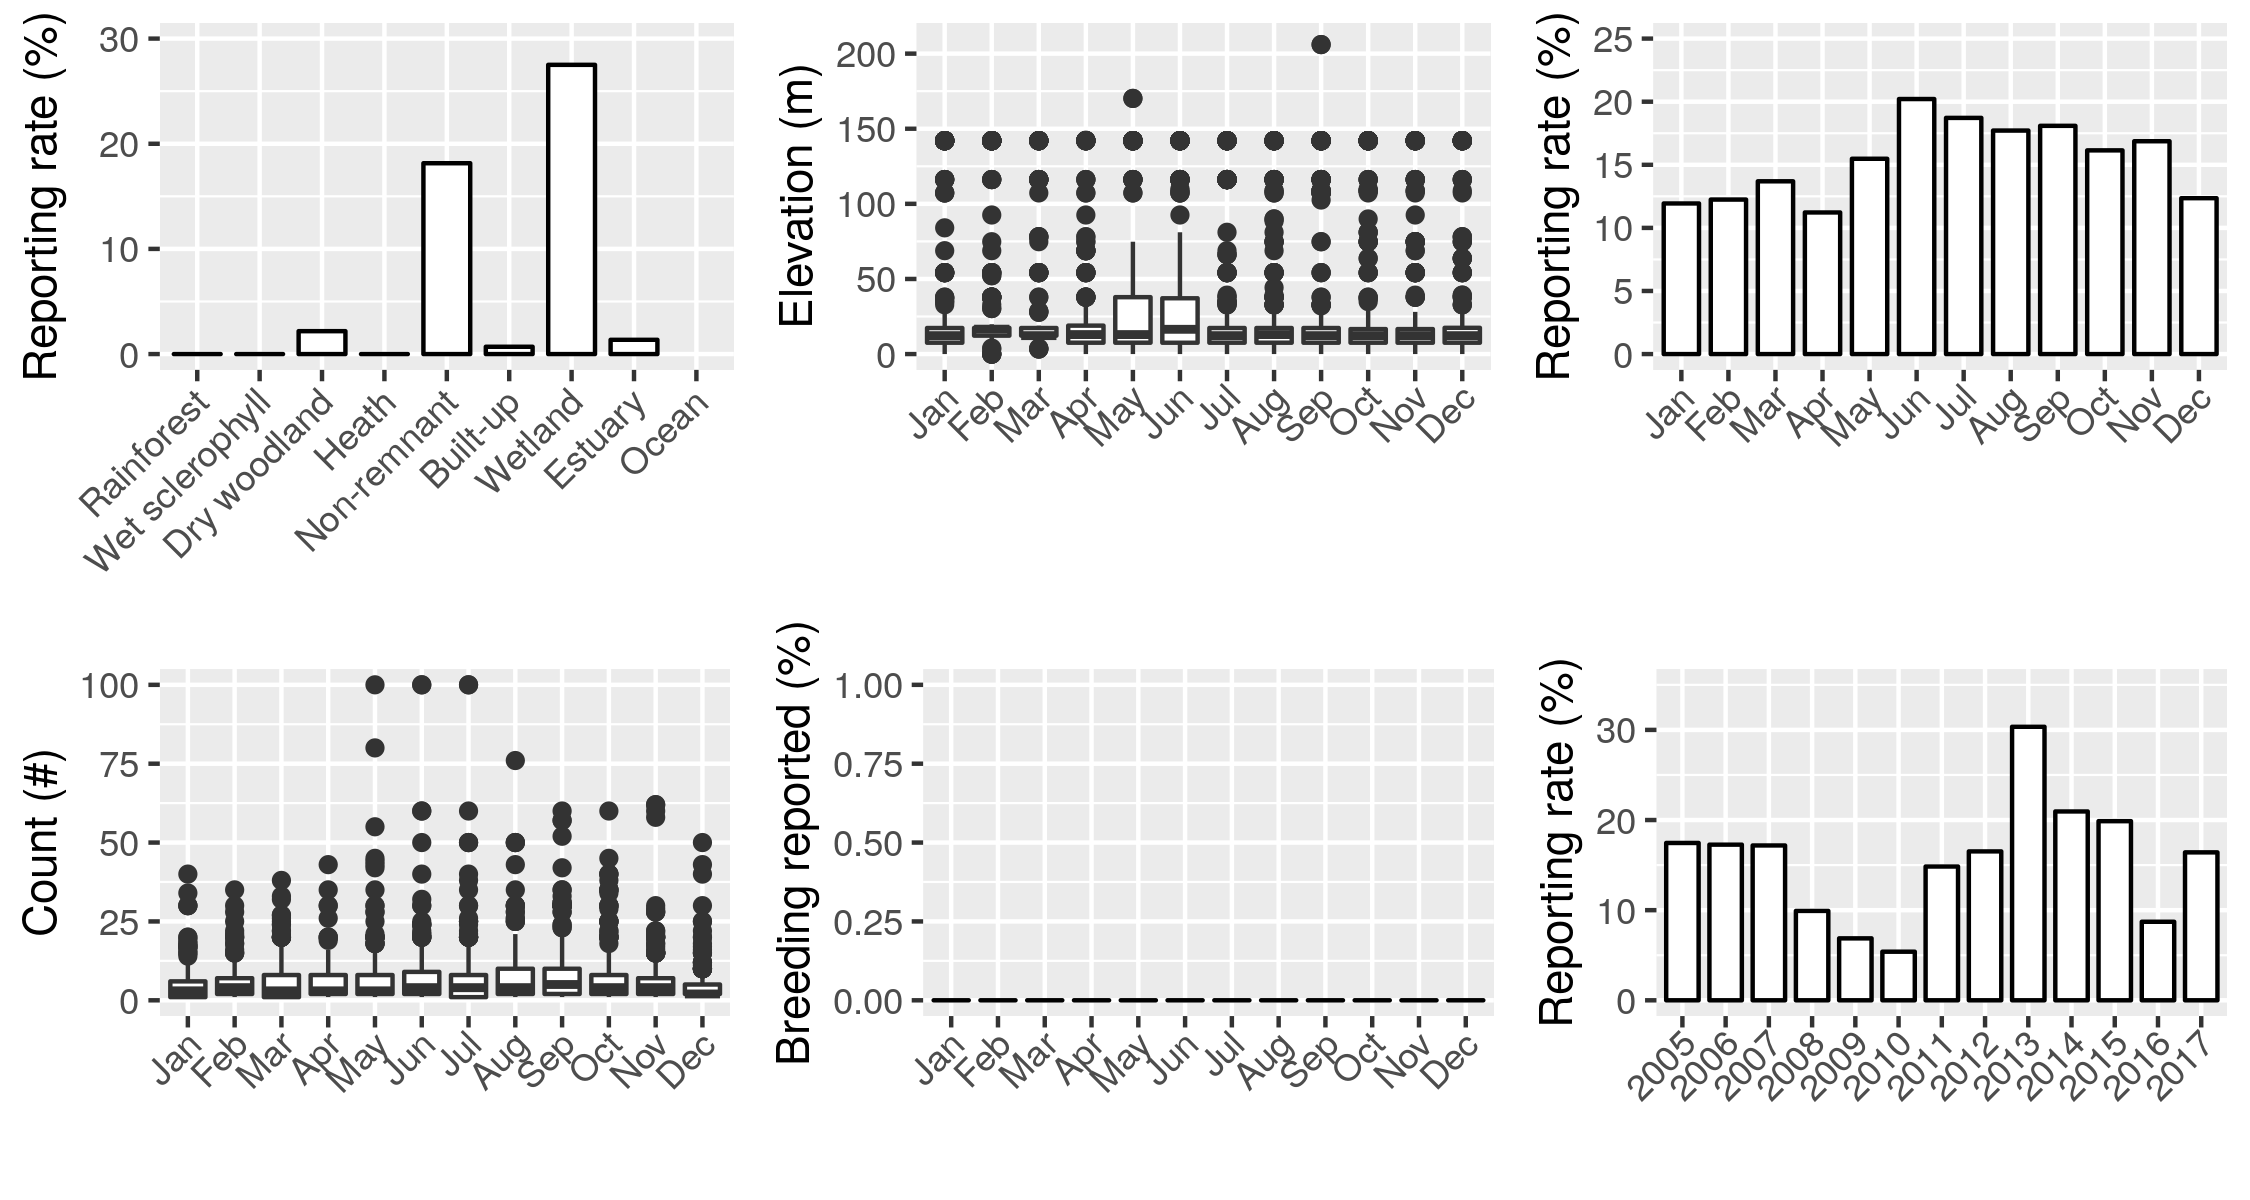 Reporting rate (%)
30
20
10
0
Rainforest
Wet sclerophyll
Dry woodland
Heath
Non-remnant
Built-up
Wetland
Estuary
Ocean
Elevation (m)
200
150
100
50
0
Jan
Feb
Mar
Apr
May
Jun
Jul
Aug
Sep
Oct
Nov
Dec
Reporting rate (%)
25
20
15
10
5
0
Jan
Feb
Mar
Apr
May
Jun
Jul
Aug
Sep
Oct
Nov
Dec
Count (#)
100
75
50
25
0
Jan
Feb
Mar
Apr
May
Jun
Jul
Aug
Sep
Oct
Nov
Dec
Breeding reported (%)
1.00
0.75
0.50
0.25
0.00
Jan
Feb
Mar
Apr
May
Jun
Jul
Aug
Sep
Oct
Nov
Dec
Reporting rate (%)
30
20
10
0
2005
2006
2007
2008
2009
2010
2011
2012
2013
2014
2015
2016
2017